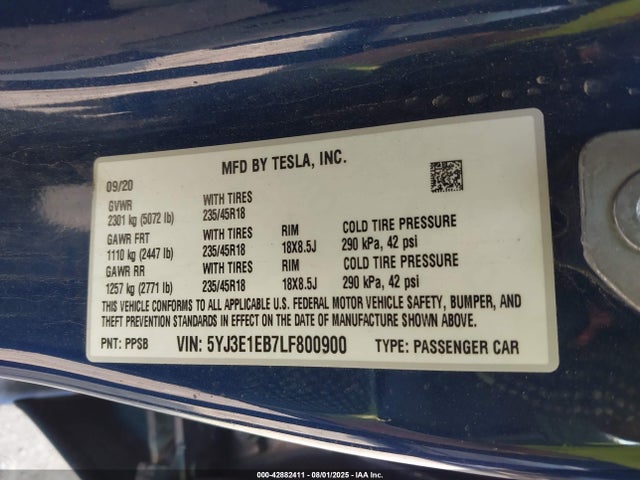 MFD BY TESLA, INC.
09/20
GVWR WITH TIRES
2301 kg (5072 lb) 235/45R18
GAWR FRT WITH TIRES RIM COLD TIRE PRESSURE
1110 kg (2447 lb) 235/45R18 18X8.5J 290 kPa, 42 psi
GAWR RR WITH TIRES RIM COLD TIRE PRESSURE
1257 kg (2771 lb) 235/45R18 18X8.5J 290 kPa, 42 psi
THIS VEHICLE CONFORMS TO ALL APPLICABLE U.S. FEDERAL MOTOR VEHICLE SAFETY, BUMPER, AND
THEFT PREVENTION STANDARDS IN EFFECT ON THE DATE OF MANUFACTURE SHOWN ABOVE.
PNT: PPSB VIN: 5YJ3E1EB7LF800900 TYPE: PASSENGER CAR
000-42882411 - 08/01/2025 - IAA Inc.